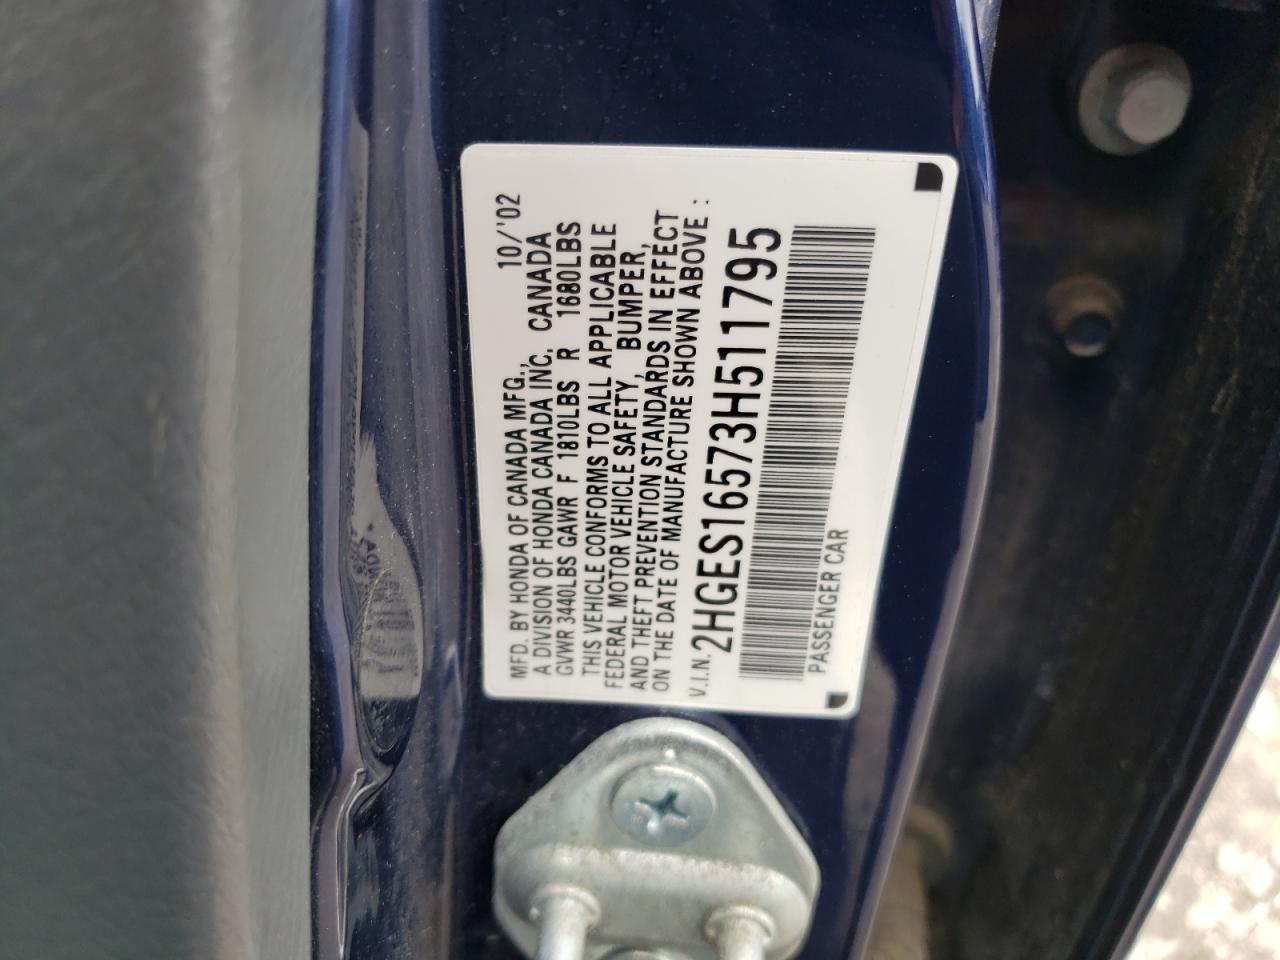 MFD. BY HONDA OF CANADA MFG., 10/'02
A DIVISION OF HONDA CANADA INC, CANADA
GVWR 3440LBS GAWR F 1810LBS R 1680LBS
THIS VEHICLE CONFORMS TO ALL APPLICABLE
FEDERAL MOTOR VEHICLE SAFETY, BUMPER,
AND THEFT PREVENTION STANDARDS IN EFFECT
ON THE DATE OF MANUFACTURE SHOWN ABOVE :
V.I.N. 2HGES16573H511795
PASSENGER CAR